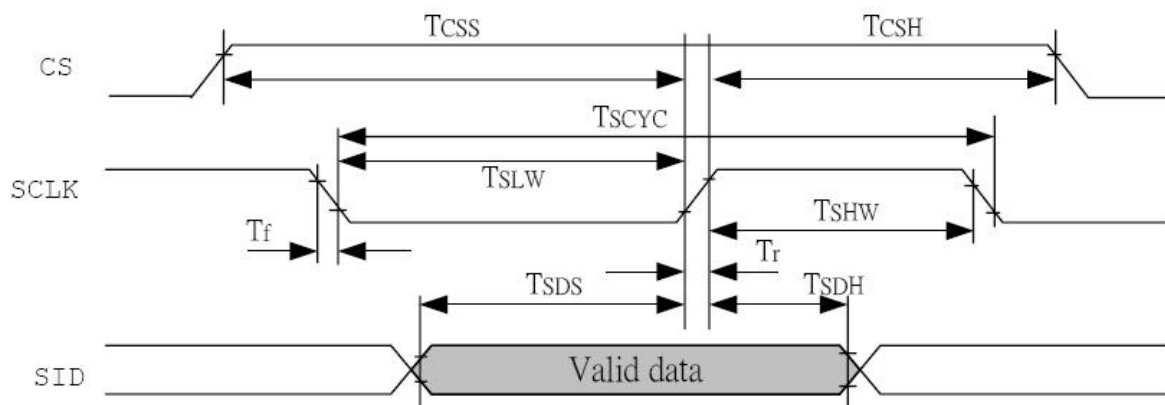 TCSS TCSH
CS
TSCYC
TSLW
SCLK
TSHW
Tf
Tr
TSDS TSDH
Valid data
SID